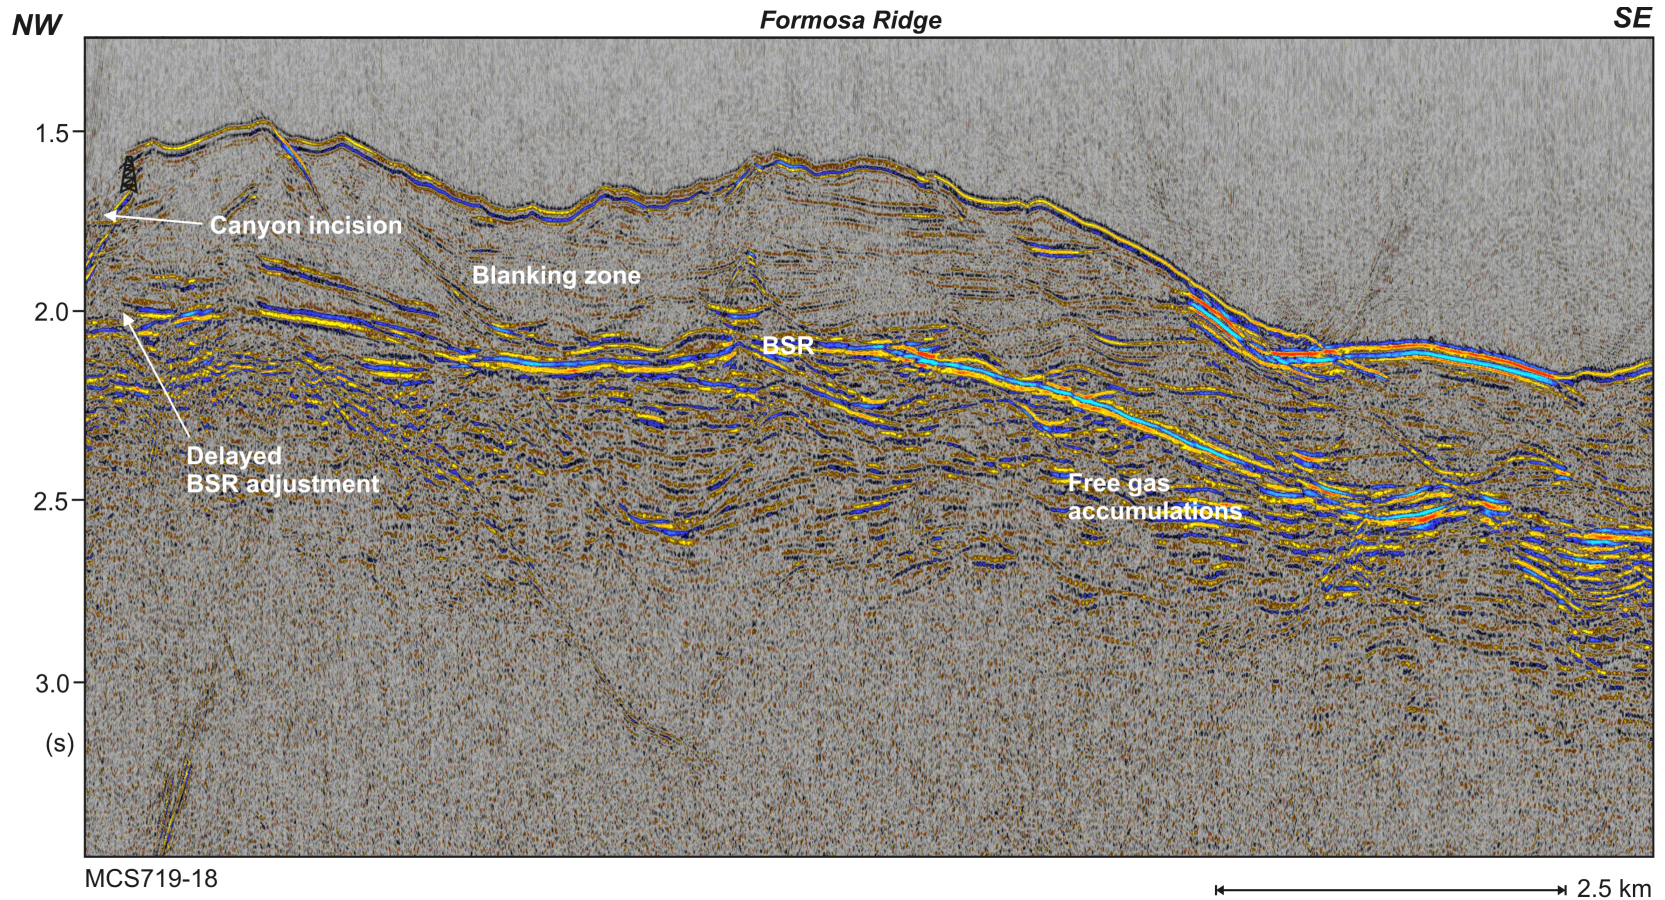 NW
Formosa Ridge
SE
1.5
Canyon incision
Blanking zone
2.0
BSR
Delayed
BSR adjustment
Free gas
accumulations
2.5
3.0
(s)
MCS719-18
2.5 km